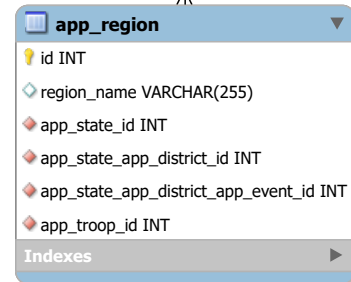 app_region
id INT
region_name VARCHAR(255)
app_state_id INT
app_state_app_district_id INT
app_state_app_district_app_event_id INT
app_troop_id INT
Indexes